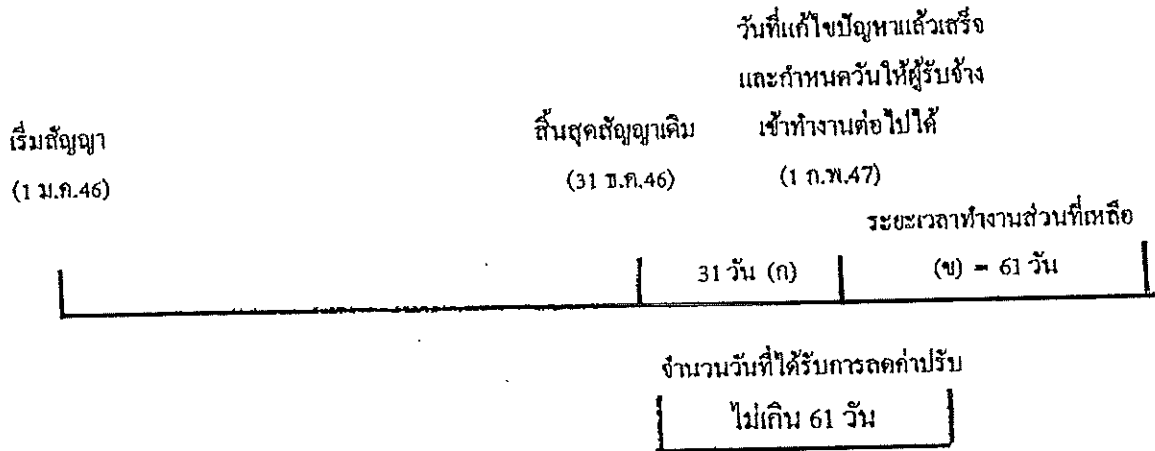 วันที่แก้ไขปัญหาแล้วเสร็จ
และกำหนดวันให้ผู้รับจ้าง
เริ่มสัญญา
สิ้นสุดสัญญาเดิม
เข้าทำงานต่อไปได้
(1 ม.ค.46)
(31 ธ.ค.46)
(1 ก.พ.47)
ระยะเวลาทำงานส่วนที่เหลือ
31 วัน (ก)
(ข) = 61 วัน
จำนวนวันที่ได้รับการลดค่าปรับ
ไม่เกิน 61 วัน